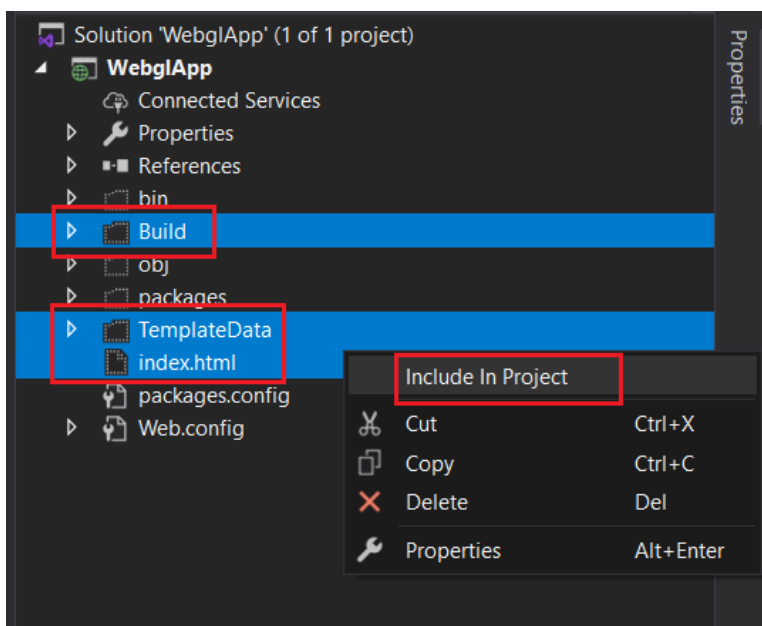 Solution 'WebglApp' (1 of 1 project)
Properties
WebglApp
Connected Services
Properties
References
bin
Build
obj
packages
TemplateData
index.html
packages.config
Web.config
Include In Project
Cut Ctrl+X
Copy Ctrl+C
Delete Del
Properties Alt+Enter